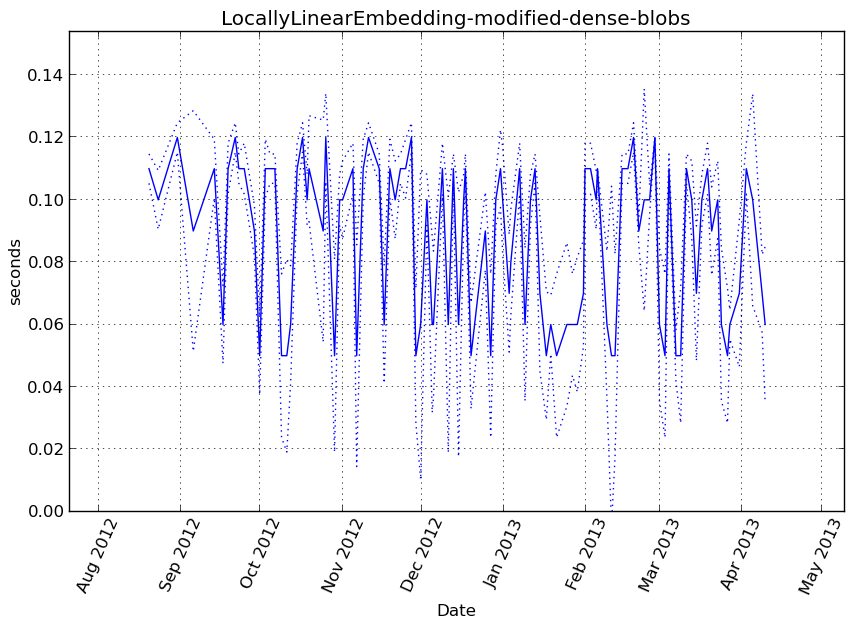 LocallyLinearEmbedding-modified-dense-blobs
0.14
0.12
0.10
0.08
0.06
0.04
0.02
0.00
seconds
Aug 2012
Sep 2012
Oct 2012
Nov 2012
Dec 2012
Jan 2013
Feb 2013
Mar 2013
Apr 2013
May 2013
Date